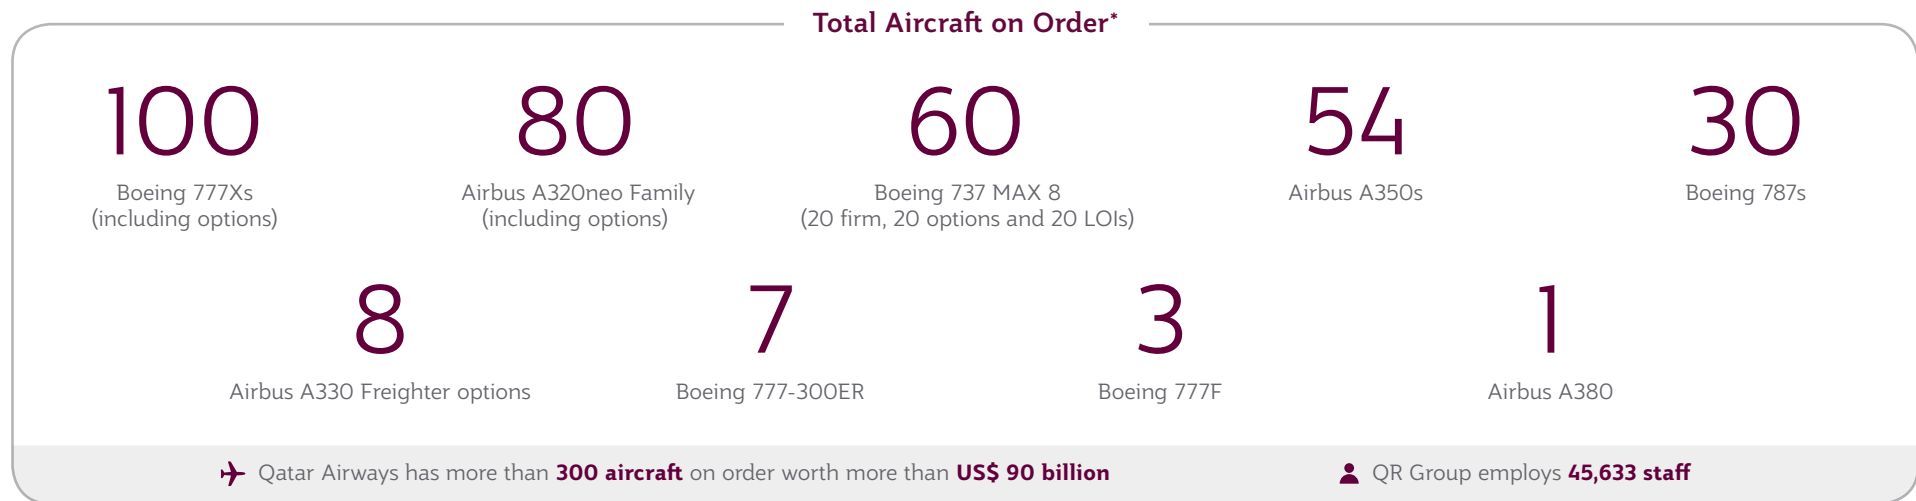 Total Aircraft on Order*
100
80
60
54
30
Boeing 777Xs
(including options)
Airbus A320neo Family
(including options)
Boeing 737 MAX 8
(20 firm, 20 options and 20 LOIs)
Airbus A350s
Boeing 787s
8
7
3
1
Airbus A330 Freighter options
Boeing 777-300ER
Boeing 777F
Airbus A380
Qatar Airways has more than 300 aircraft on order worth more than US$ 90 billion
QR Group employs 45,633 staff